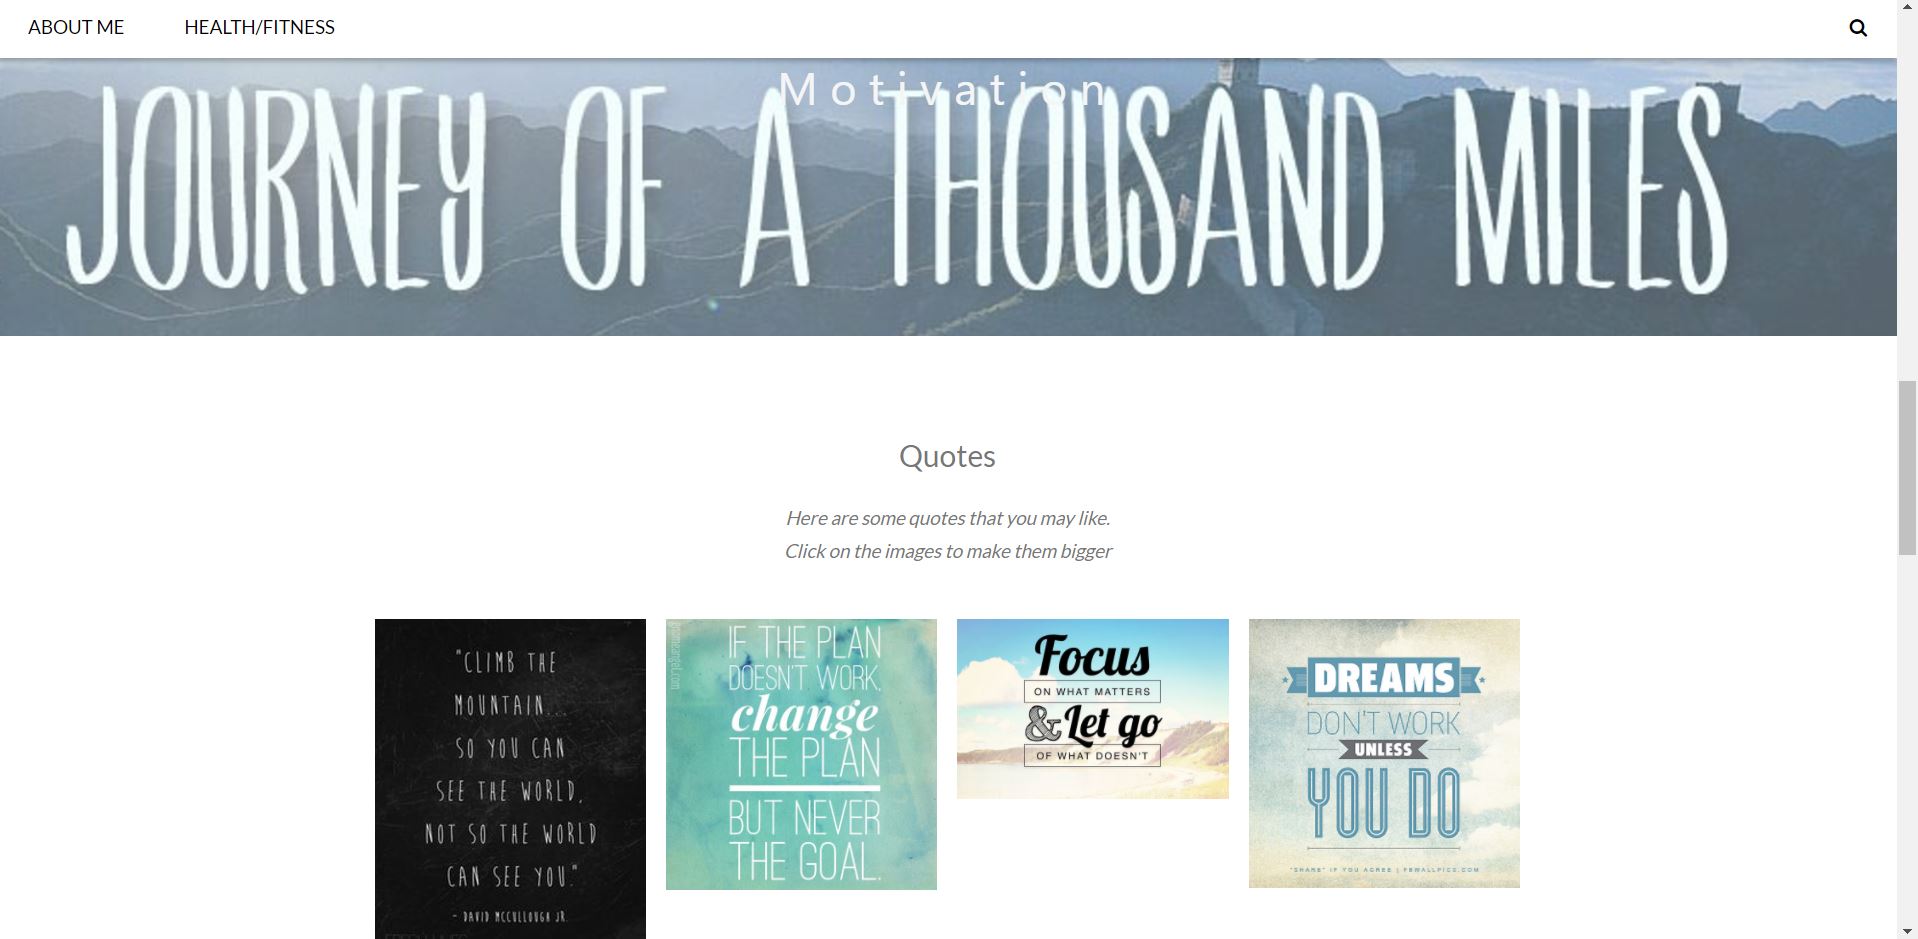 ABOUT ME
HEALTH/FITNESS
Motivation
JOURNEY OF A THOUSAND MILES
Quotes
Here are some quotes that you may like.
Click on the images to make them bigger
"CLIMB THE
MOUNTAIN...
SO YOU CAN
SEE THE WORLD,
NOT SO THE WORLD
CAN SEE YOU."
- DAVID MCCULLOUGH JR.
IF THE PLAN
DOESN'T WORK,
change
THE PLAN
BUT NEVER
THE GOAL.
Focus
ON WHAT MATTERS
& Let go
OF WHAT DOESN'T
DREAMS
DON'T WORK
UNLESS
YOU DO
"SHARE" IF YOU AGREE | FBWALLPICS.COM